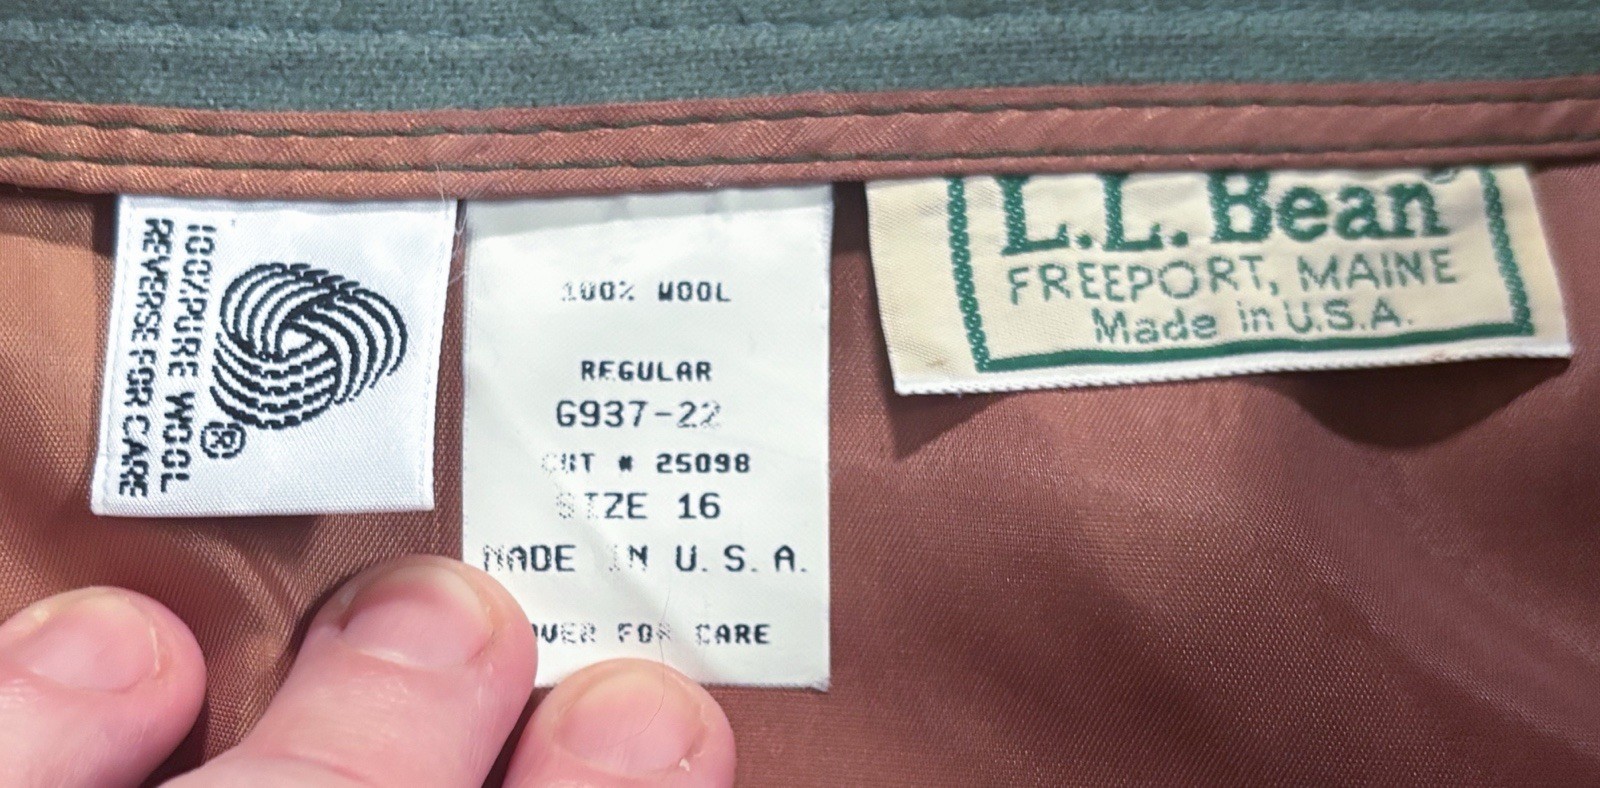 100% PURE WOOL
REVERSE FOR CARE
®
100% WOOL
REGULAR
G937-22
CUT # 25098
SIZE 16
MADE IN U.S.A.
FOR CARE
L.L. Bean
FREEPORT, MAINE
Made in U.S.A.